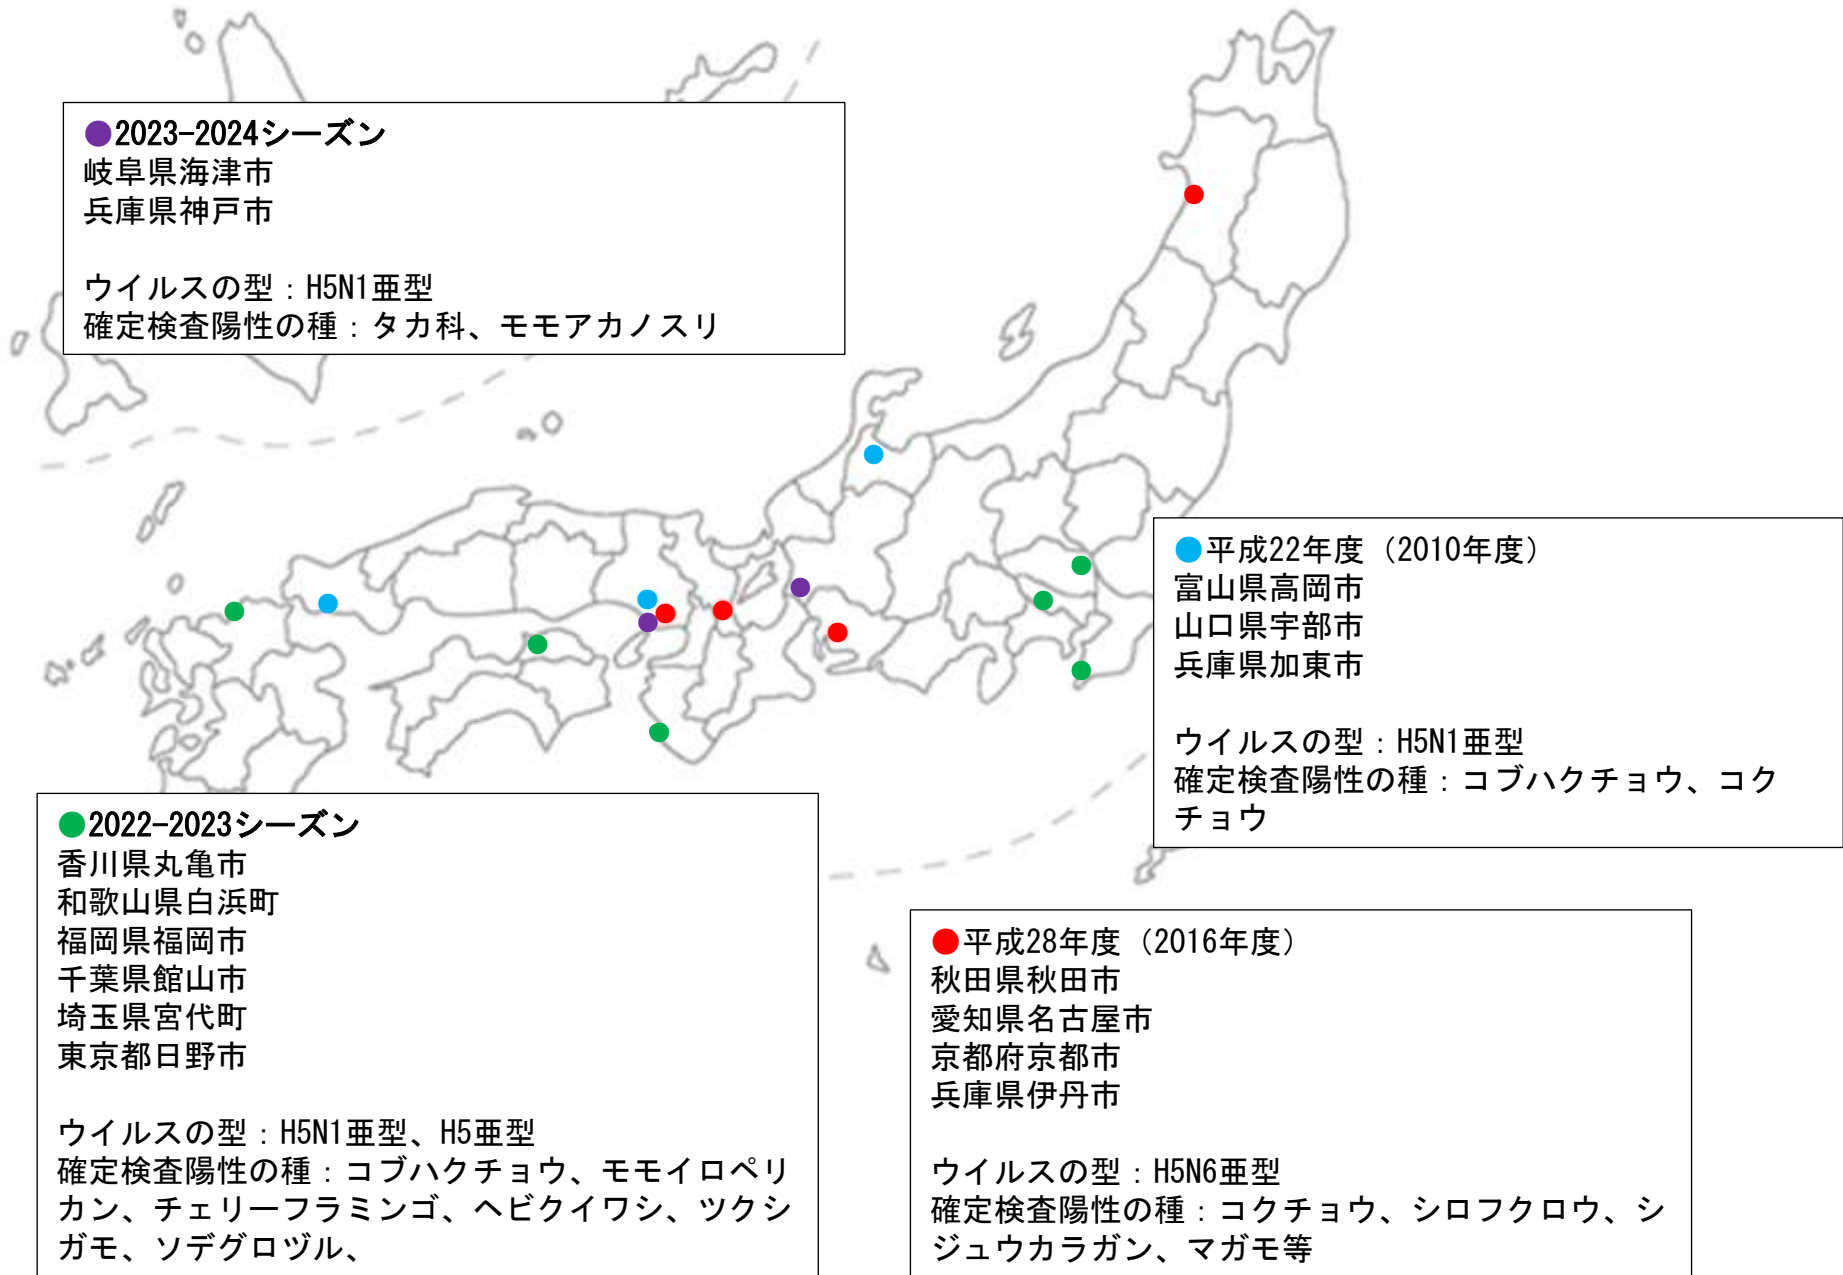 ●2023-2024シーズン
岐阜県海津市
兵庫県神戸市
ウイルスの型：H5N1亜型
確定検査陽性の種：タカ科、モモアカノスリ
●平成22年度（2010年度）
富山県高岡市
山口県宇部市
兵庫県加東市
ウイルスの型：H5N1亜型
確定検査陽性の種：コブハクチョウ、コク
チョウ
●2022-2023シーズン
香川県丸亀市
和歌山県白浜町
福岡県福岡市
千葉県館山市
埼玉県宮代町
東京都日野市
ウイルスの型：H5N1亜型、H5亜型
確定検査陽性の種：コブハクチョウ、モモイロペリ
カン、チェリーフラミンゴ、ヘビクイワシ、ツクシ
ガモ、ソデグロヅル、
●平成28年度（2016年度）
秋田県秋田市
愛知県名古屋市
京都府京都市
兵庫県伊丹市
ウイルスの型：H5N6亜型
確定検査陽性の種：コクチョウ、シロフクロウ、シ
ジュウカラガン、マガモ等